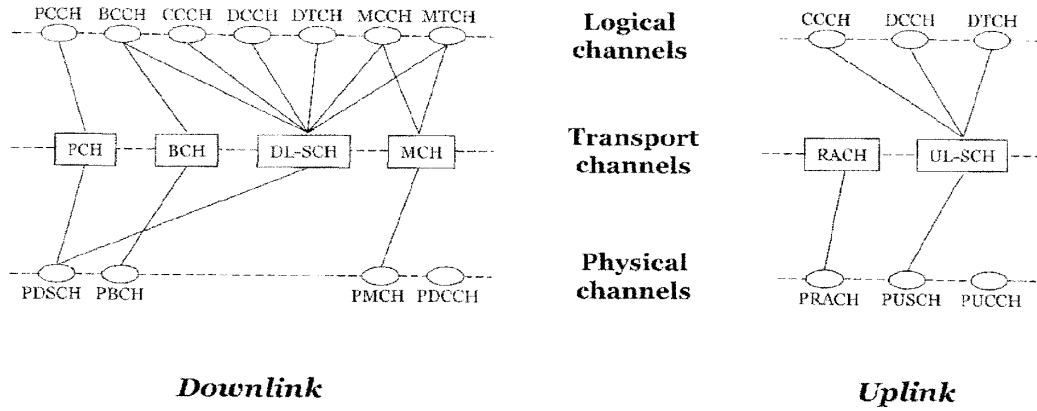 PCCH BCCH CCCH DCCH DTCH MCCH MTCH
Logical
channels
CCCH DCCH DTCH
PCH BCH DL-SCH MCH
Transport
channels
RACH UL-SCH
Physical
channels
PDSCH PBCH PMCH PDCCH
PRACH PUSCH PUCCH
Downlink
Uplink